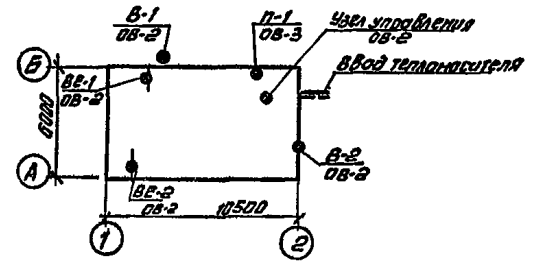 В-1
ОВ-2
П-1
ОВ-3
Узел управления
ОВ-2
Ввод теплонасителя
Б
ВЕ-1
ОВ-2
6000
В-2
ОВ-2
А
ВЕ-2
ОВ-2
10500
1
2